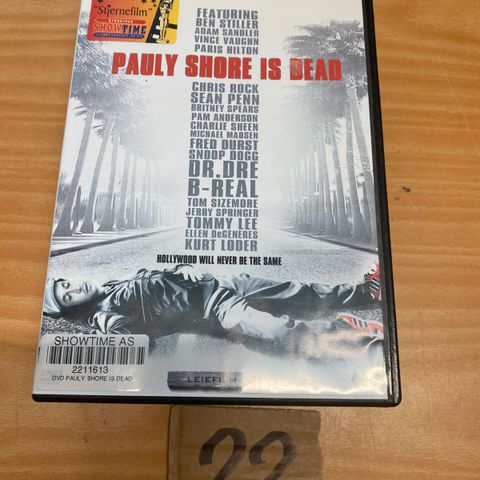 "Stjernefilm"
SHOWTIME
FEATURING
BEN STILLER
ADAM SANDLER
VINCE VAUGHN
PARIS HILTON
PAULY SHORE IS DEAD
CHRIS ROCK
SEAN PENN
BRITNEY SPEARS
PAM ANDERSON
CHARLIE SHEEN
MICHAEL MADSEN
FRED DURST
SNOOP DOGG
DR. DRE
B-REAL
TOM SIZEMORE
JERRY SPRINGER
TOMMY LEE
ELLEN DeGENERES
KURT LODER
HOLLYWOOD WILL NEVER BE THE SAME
SHOWTIME AS
2211613
DVD PAULY SHORE IS DEAD
LEIEFILM
22